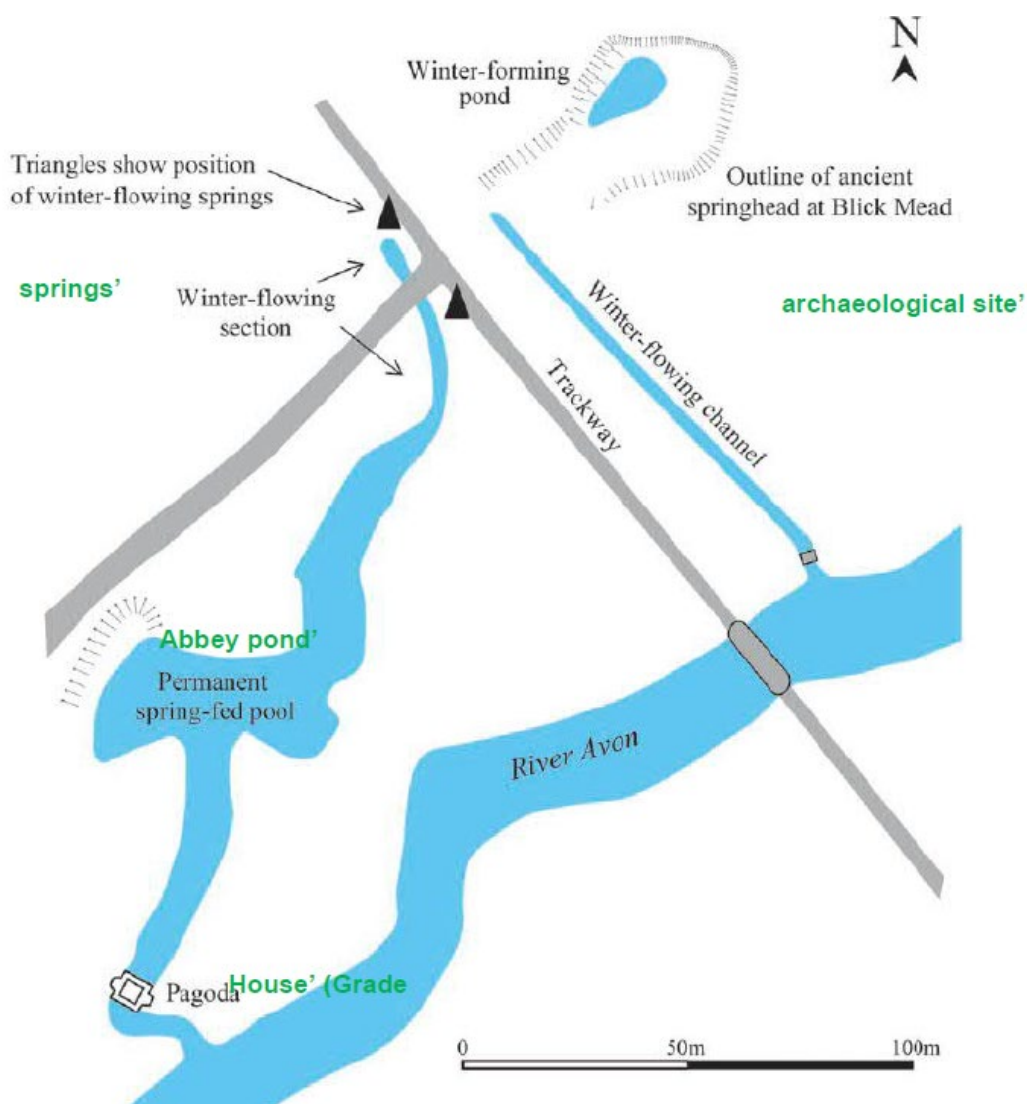 N
Winter-forming
pond
Triangles show position
of winter-flowing springs
Outline of ancient
springhead at Blick Mead
springs’
Winter-flowing
section
archaeological site’
Winter-flowing channel
Trackway
Abbey pond’
Permanent
spring-fed pool
River Avon
Pagoda
House’ (Grade
0 50m 100m